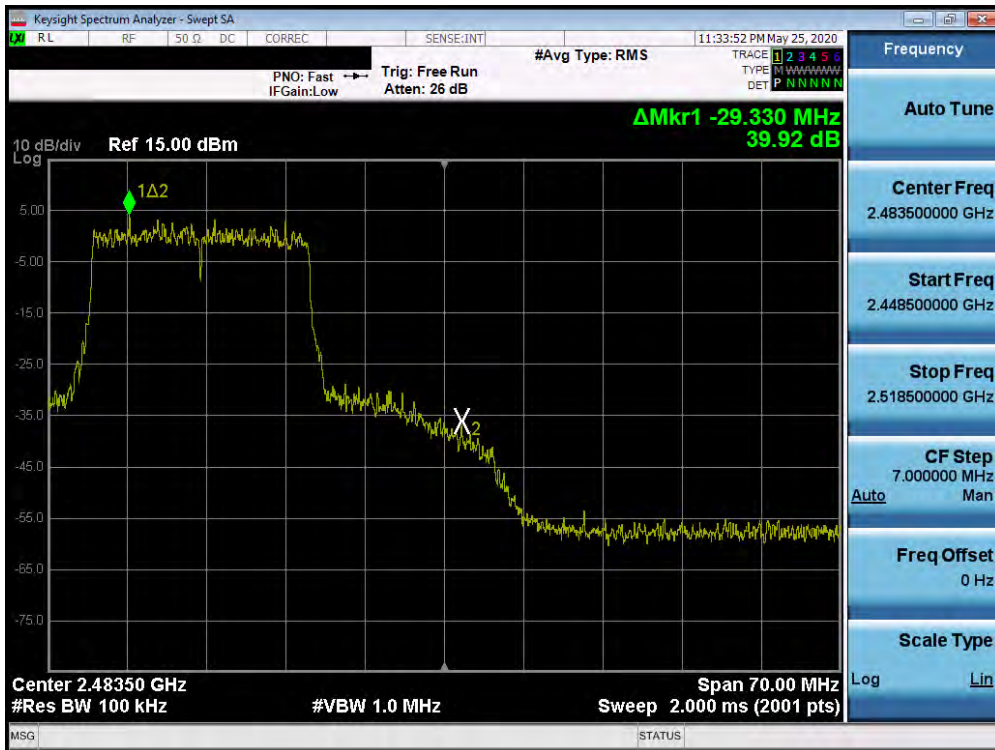 Keysight Spectrum Analyzer - Swept SA
LXI RL RF 50 Ω DC CORREC SENSE:INT 11:33:52 PM May 25, 2020
#Avg Type: RMS TRACE 1 2 3 4 5 6
PNO: Fast Trig: Free Run TYPE M W W W W W
IFGain:Low Atten: 26 dB DET P N N N N N
ΔMkr1 -29.330 MHz
39.92 dB
10 dB/div Ref 15.00 dBm
Log
1Δ2
5.00
-5.00
-15.0
-25.0
-35.0
X2
-45.0
-55.0
-65.0
-75.0
Center 2.48350 GHz Span 70.00 MHz
#Res BW 100 kHz #VBW 1.0 MHz Sweep 2.000 ms (2001 pts)
MSG STATUS
Frequency
Auto Tune
Center Freq
2.483500000 GHz
Start Freq
2.448500000 GHz
Stop Freq
2.518500000 GHz
CF Step
7.000000 MHz
Auto Man
Freq Offset
0 Hz
Scale Type
Log Lin